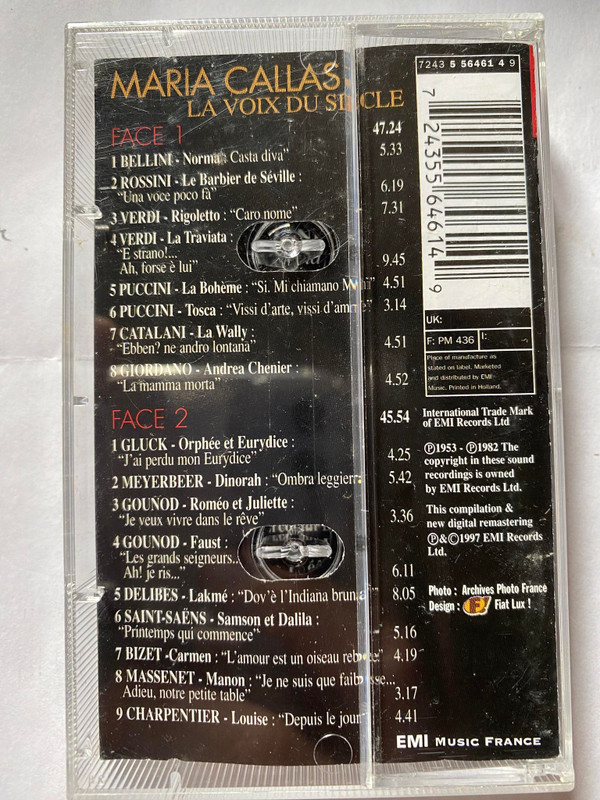 MARIA CALLAS
LA VOIX DU SIECLE
FACE 1 47.24
1 BELLINI - Norma : Casta diva” 5.33
2 ROSSINI - Le Barbier de Séville :
“Una voce poco fà” 6.19
3 VERDI - Rigoletto : “Caro nome” 7.31
4 VERDI - La Traviata :
“E strano!...
Ah, forse è lui” 9.45
5 PUCCINI - La Bohème : “Si. Mi chiamano Mimi” 4.51
6 PUCCINI - Tosca : “Vissi d'arte, vissi d'amore” 3.14
7 CATALANI - La Wally :
“Ebben? ne andro lontana” 4.51
8 GIORDANO - Andrea Chenier :
“La mamma morta” 4.52
FACE 2 45.54
1 GLUCK - Orphée et Eurydice :
“J'ai perdu mon Eurydice” 4.25
2 MEYERBEER - Dinorah : “Ombra leggiera” 5.42
3 GOUNOD - Roméo et Juliette :
“Je veux vivre dans le rêve” 3.36
4 GOUNOD - Faust :
“Les grands seigneurs..
Ah! je ris...” 6.11
5 DELIBES - Lakmé : “Dov'è l'Indiana bruna?” 8.05
6 SAINT-SAËNS - Samson et Dalila :
“Printemps qui commence” 5.16
7 BIZET -Carmen : “L'amour est un oiseau rebelle” 4.19
8 MASSENET - Manon : “Je ne suis que faiblesse...
Adieu, notre petite table” 3.17
9 CHARPENTIER - Louise : “Depuis le jour” 4.41
7243 5 56461 4 9
7 24355 64614 9
UK:
F: PM 436 I:
Place of manufacture as
stated on label. Marketed
and distributed by EMI
Music. Printed in Holland.
International Trade Mark
of EMI Records Ltd
℗1953 - ℗1982 The
copyright in these sound
recordings is owned
by EMI Records Ltd.
This compilation &
new digital remastering
℗&©1997 EMI Records
Ltd.
Photo : Archives Photo France
Design : F Fiat Lux !
EMI MUSIC FRANCE